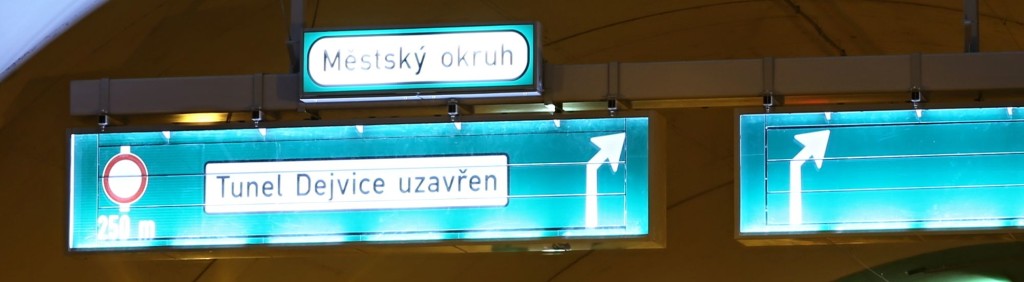 Městský okruh
Tunel Dejvice uzavřen
250 m